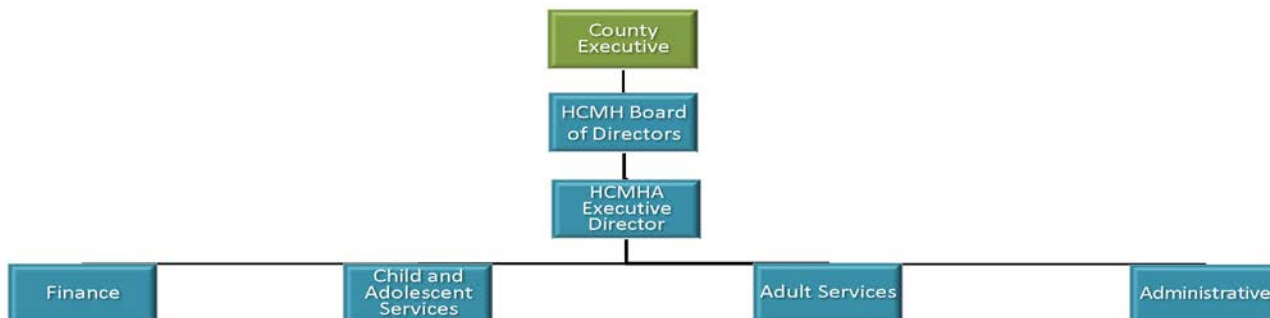 County
Executive
HCMH Board
of Directors
HCMHA
Executive
Director
Finance
Child and
Adolescent
Services
Adult Services
Administrative